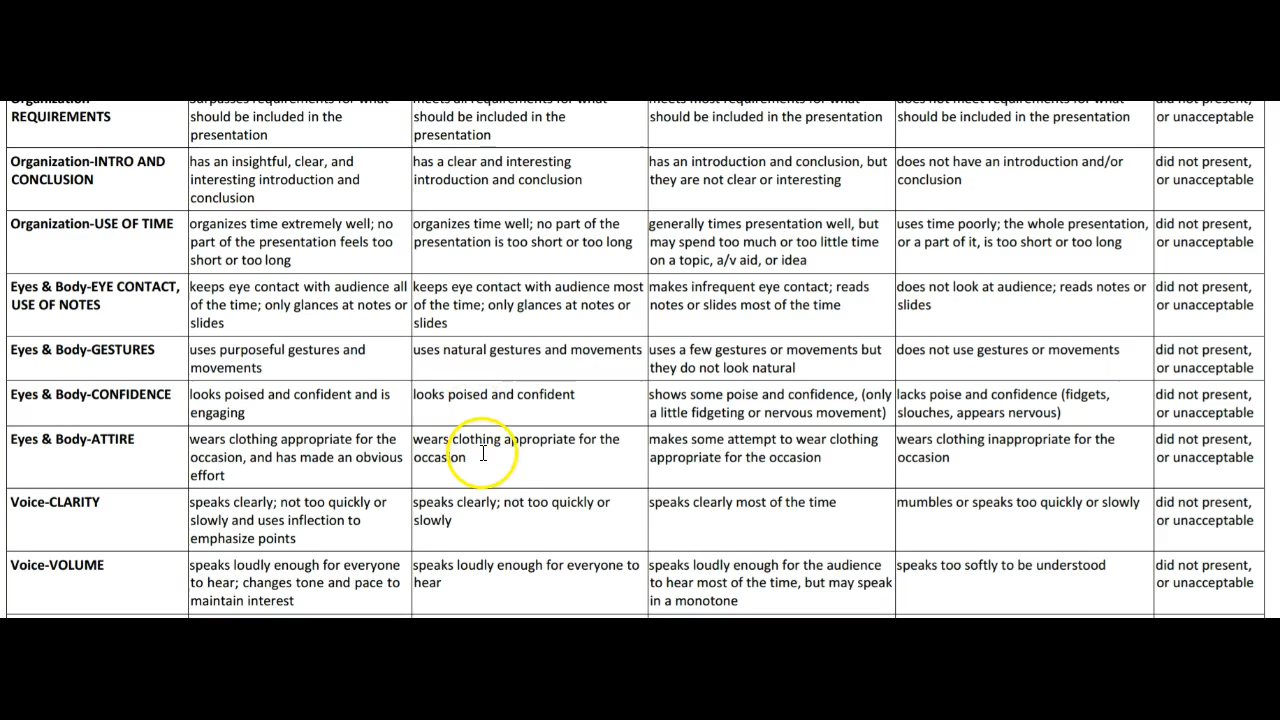 Organization-
REQUIREMENTS
surpasses requirements for what
should be included in the
presentation
meets all requirements for what
should be included in the
presentation
meets most requirements for what
should be included in the presentation
does not meet requirements for what
should be included in the presentation
did not present,
or unacceptable
Organization-INTRO AND
CONCLUSION
has an insightful, clear, and
interesting introduction and
conclusion
has a clear and interesting
introduction and conclusion
has an introduction and conclusion, but
they are not clear or interesting
does not have an introduction and/or
conclusion
did not present,
or unacceptable
Organization-USE OF TIME
organizes time extremely well; no
part of the presentation feels too
short or too long
organizes time well; no part of the
presentation is too short or too long
generally times presentation well, but
may spend too much or too little time
on a topic, a/v aid, or idea
uses time poorly; the whole presentation,
or a part of it, is too short or too long
did not present,
or unacceptable
Eyes & Body-EYE CONTACT,
USE OF NOTES
keeps eye contact with audience all
of the time; only glances at notes or
slides
keeps eye contact with audience most
of the time; only glances at notes or
slides
makes infrequent eye contact; reads
notes or slides most of the time
does not look at audience; reads notes or
slides
did not present,
or unacceptable
Eyes & Body-GESTURES
uses purposeful gestures and
movements
uses natural gestures and movements
uses a few gestures or movements but
they do not look natural
does not use gestures or movements
did not present,
or unacceptable
Eyes & Body-CONFIDENCE
looks poised and confident and is
engaging
looks poised and confident
shows some poise and confidence, (only
a little fidgeting or nervous movement)
lacks poise and confidence (fidgets,
slouches, appears nervous)
did not present,
or unacceptable
Eyes & Body-ATTIRE
wears clothing appropriate for the
occasion, and has made an obvious
effort
wears clothing appropriate for the
occasion
makes some attempt to wear clothing
appropriate for the occasion
wears clothing inappropriate for the
occasion
did not present,
or unacceptable
Voice-CLARITY
speaks clearly; not too quickly or
slowly and uses inflection to
emphasize points
speaks clearly; not too quickly or
slowly
speaks clearly most of the time
mumbles or speaks too quickly or slowly
did not present,
or unacceptable
Voice-VOLUME
speaks loudly enough for everyone
to hear; changes tone and pace to
maintain interest
speaks loudly enough for everyone to
hear
speaks loudly enough for the audience
to hear most of the time, but may speak
in a monotone
speaks too softly to be understood
did not present,
or unacceptable